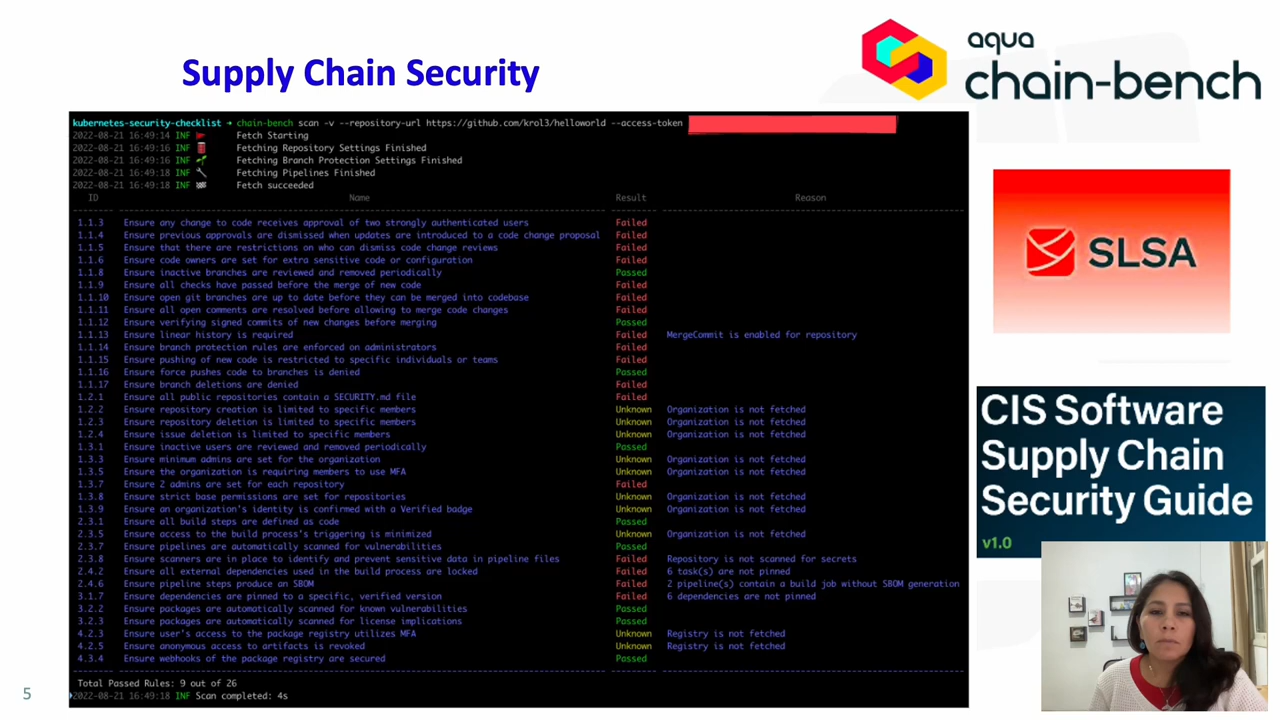 Supply Chain Security
aqua
chain-bench
kubernetes-security-checklist → chain-bench scan -v --repository-url https://github.com/krol3/helloworld --access-token
2022-08-21 16:49:14 INF Fetch Starting
2022-08-21 16:49:16 INF Fetching Repository Settings Finished
2022-08-21 16:49:16 INF Fetching Branch Protection Settings Finished
2022-08-21 16:49:18 INF Fetching Pipelines Finished
2022-08-21 16:49:18 INF Fetch succeeded
ID Name Result Reason
1.1.3 Ensure any change to code receives approval of two strongly authenticated users Failed
1.1.4 Ensure previous approvals are dismissed when updates are introduced to a code change proposal Failed
1.1.5 Ensure that there are restrictions on who can dismiss code change reviews Failed
1.1.6 Ensure code owners are set for extra sensitive code or configuration Failed
1.1.8 Ensure inactive branches are reviewed and removed periodically Passed
1.1.9 Ensure all checks have passed before the merge of new code Failed
1.1.10 Ensure open git branches are up to date before they can be merged into codebase Failed
1.1.11 Ensure all open comments are resolved before allowing to merge code changes Failed
1.1.12 Ensure verifying signed commits of new changes before merging Passed
1.1.13 Ensure linear history is required Failed MergeCommit is enabled for repository
1.1.14 Ensure branch protection rules are enforced on administrators Failed
1.1.15 Ensure pushing of new code is restricted to specific individuals or teams Failed
1.1.16 Ensure force pushes code to branches is denied Passed
1.1.17 Ensure branch deletions are denied Failed
1.2.1 Ensure all public repositories contain a SECURITY.md file Failed
1.2.2 Ensure repository creation is limited to specific members Unknown Organization is not fetched
1.2.3 Ensure repository deletion is limited to specific members Unknown Organization is not fetched
1.2.4 Ensure issue deletion is limited to specific members Unknown Organization is not fetched
1.3.1 Ensure inactive users are reviewed and removed periodically Passed
1.3.3 Ensure minimum admins are set for the organization Unknown Organization is not fetched
1.3.5 Ensure the organization is requiring members to use MFA Unknown Organization is not fetched
1.3.7 Ensure 2 admins are set for each repository Failed
1.3.8 Ensure strict base permissions are set for repositories Unknown Organization is not fetched
1.3.9 Ensure an organization's identity is confirmed with a Verified badge Unknown Organization is not fetched
2.3.1 Ensure all build steps are defined as code Passed
2.3.5 Ensure access to the build process's triggering is minimized Unknown Organization is not fetched
2.3.7 Ensure pipelines are automatically scanned for vulnerabilities Passed
2.3.8 Ensure scanners are in place to identify and prevent sensitive data in pipeline files Failed Repository is not scanned for secrets
2.4.2 Ensure all external dependencies used in the build process are locked Failed 6 task(s) are not pinned
2.4.6 Ensure pipeline steps produce an SBOM Failed 2 pipeline(s) contain a build job without SBOM generation
3.1.7 Ensure dependencies are pinned to a specific, verified version Failed 6 dependencies are not pinned
3.2.2 Ensure packages are automatically scanned for known vulnerabilities Passed
3.2.3 Ensure packages are automatically scanned for license implications Passed
4.2.3 Ensure user's access to the package registry utilizes MFA Unknown Registry is not fetched
4.2.5 Ensure anonymous access to artifacts is revoked Unknown Registry is not fetched
4.3.4 Ensure webhooks of the package registry are secured Passed
Total Passed Rules: 9 out of 26
2022-08-21 16:49:18 INF Scan completed: 4s
SLSA
CIS Software
Supply Chain
Security Guide
v1.0
5